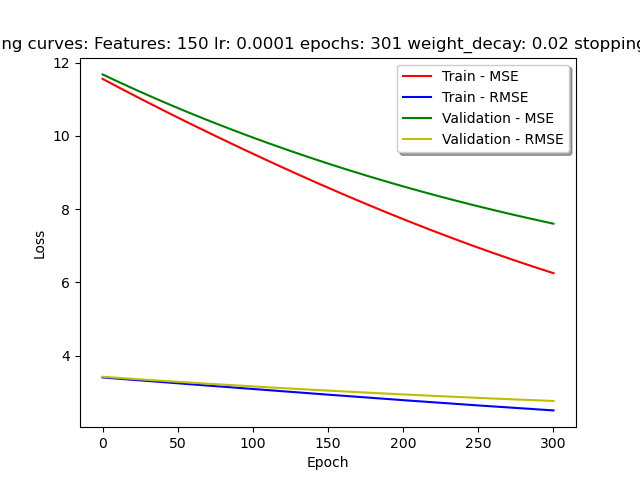 ng curves: Features: 150 lr: 0.0001 epochs: 301 weight_decay: 0.02 stopping
Train - MSE
Train - RMSE
Validation - MSE
Validation - RMSE
12
10
8
6
4
Loss
0 50 100 150 200 250 300
Epoch